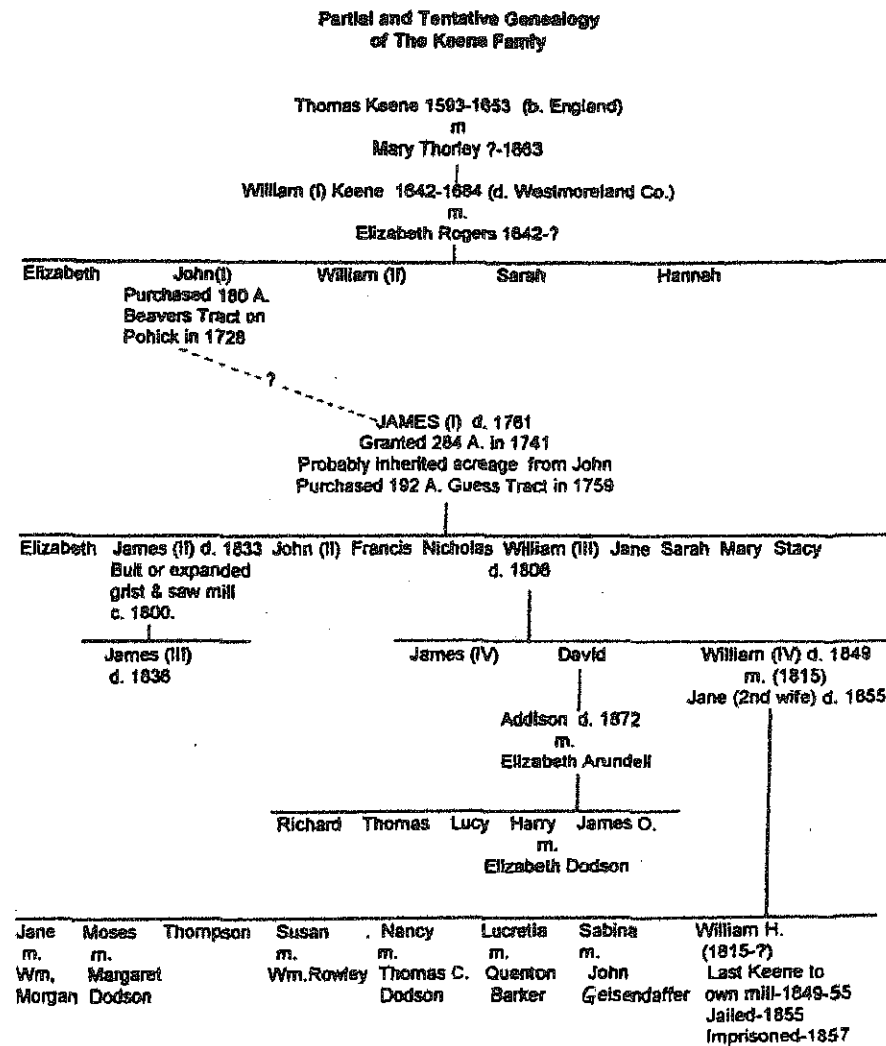 Partial and Tentative Genealogy
of The Keene Family
Thomas Keene 1593-1653 (b. England)
m
Mary Thorley ?-1663
William (I) Keene 1642-1684 (d. Westmoreland Co.)
m.
Elizabeth Rogers 1642-?
Elizabeth John(I) William (II) Sarah Hannah
Purchased 180 A.
Beavers Tract on
Pohick in 1728
?
JAMES (I) d. 1761
Granted 284 A. in 1741
Probably inherited acreage from John
Purchased 192 A. Guess Tract in 1759
Elizabeth James (II) d. 1833 John (II) Francis Nicholas William (III) Jane Sarah Mary Stacy
Built or expanded d. 1806
grist & saw mill
c. 1800.
James (III) James (IV) David William (IV) d. 1849
d. 1836 m. (1815)
Jane (2nd wife) d. 1855
Addison d. 1872
m.
Elizabeth Arundell
Richard Thomas Lucy Harry James O.
m.
Elizabeth Dodson
Jane Moses Thompson Susan Nancy Lucretia Sabina William H.
m. m. m. m. m. m. (1815-?)
Wm. Margaret Wm.Rowley Thomas C. Quenton John Last Keene to
Morgan Dodson Dodson Barker Geisendaffer own mill-1849-55
Jailed-1855
Imprisoned-1857